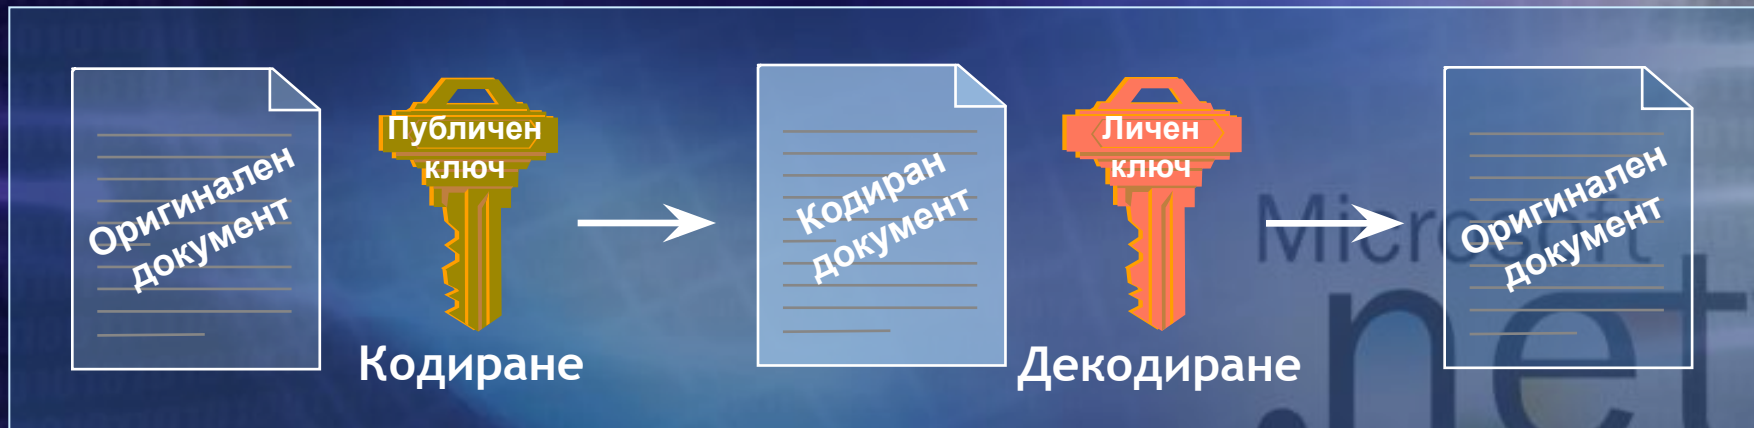 Оригинален
документ
Публичен
ключ
Кодиране
Кодиран
документ
Личен
ключ
Декодиране
Оригинален
документ
Microsoft
.net